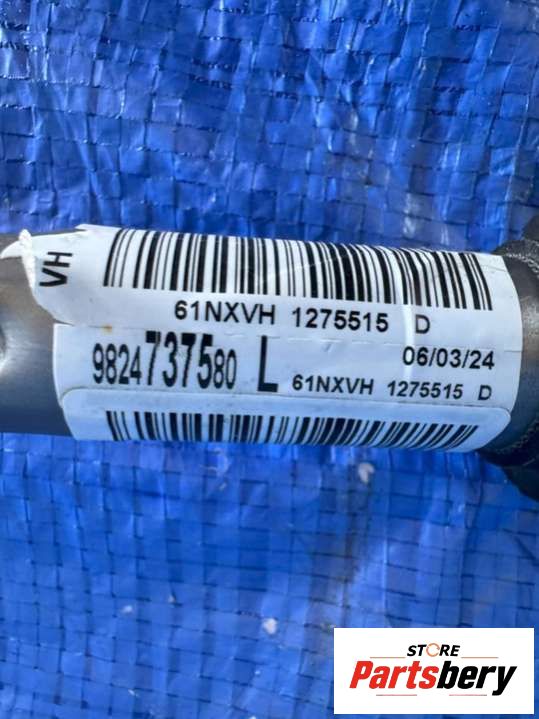 VH
61NXVH 1275515 D
9824737580 L 06/03/24
61NXVH 1275515 D
STORE
Partsbery